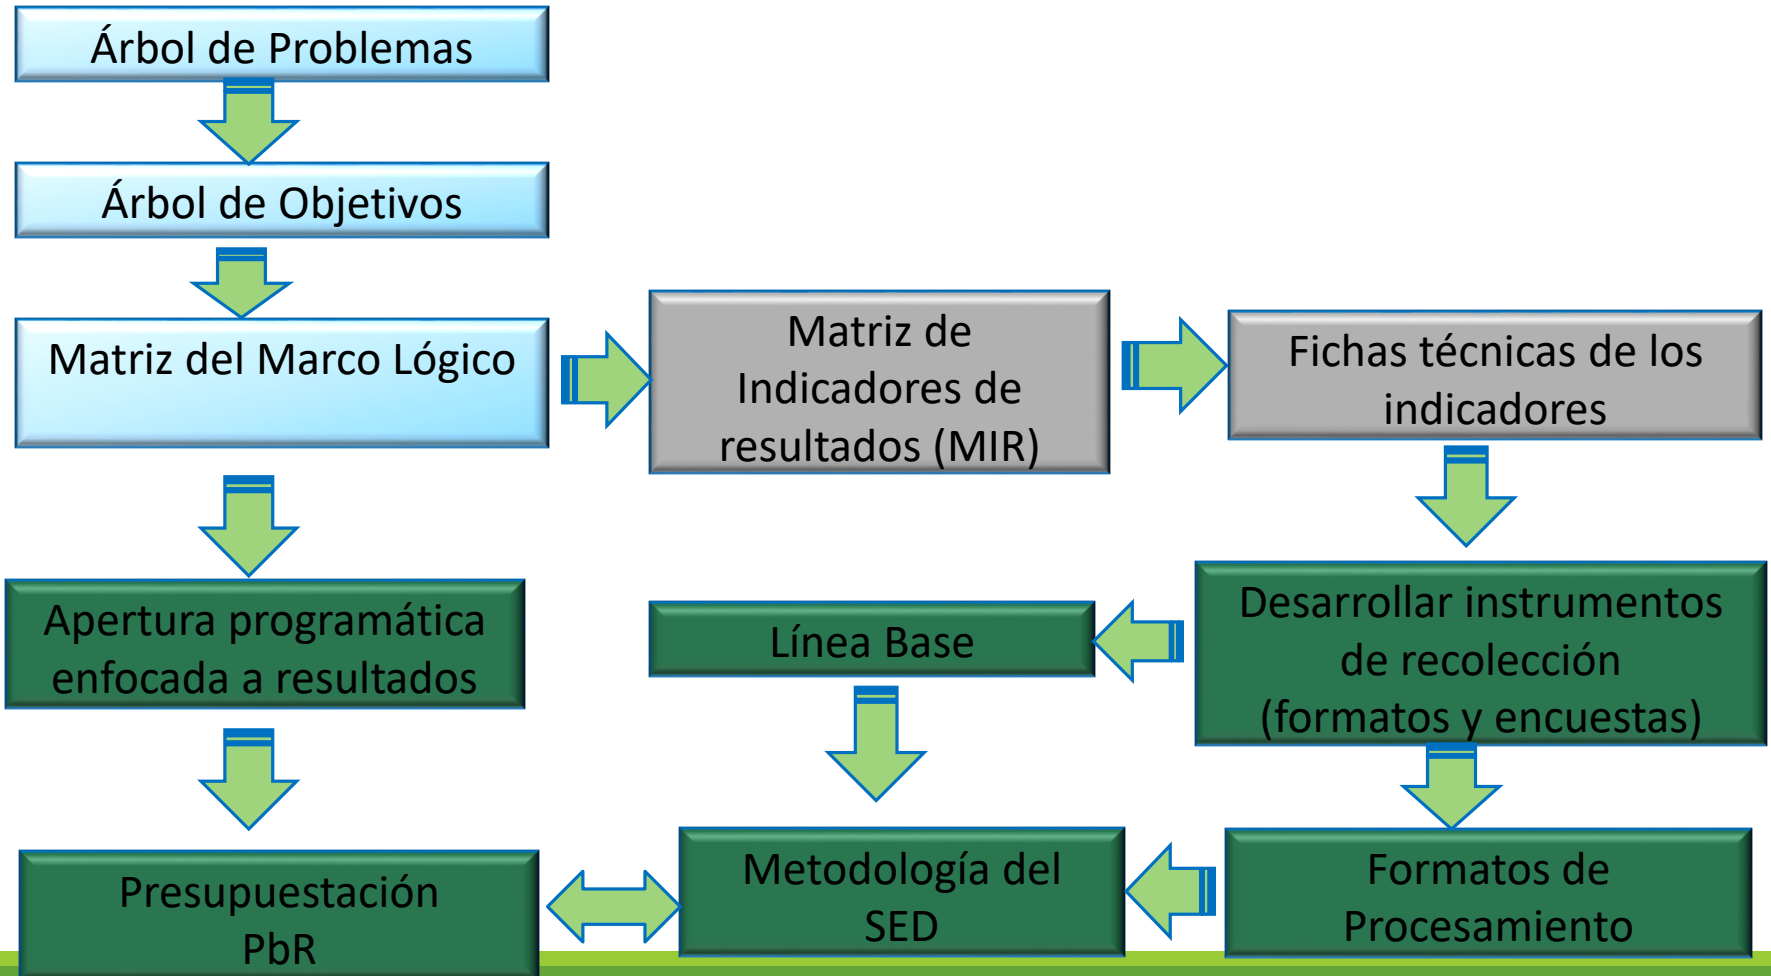 Árbol de Problemas
Árbol de Objetivos
Matriz del Marco Lógico
Matriz de
Indicadores de
resultados (MIR)
Fichas técnicas de los
indicadores
Apertura programática
enfocada a resultados
Línea Base
Desarrollar instrumentos
de recolección
(formatos y encuestas)
Presupuestación
PbR
Metodología del
SED
Formatos de
Procesamiento